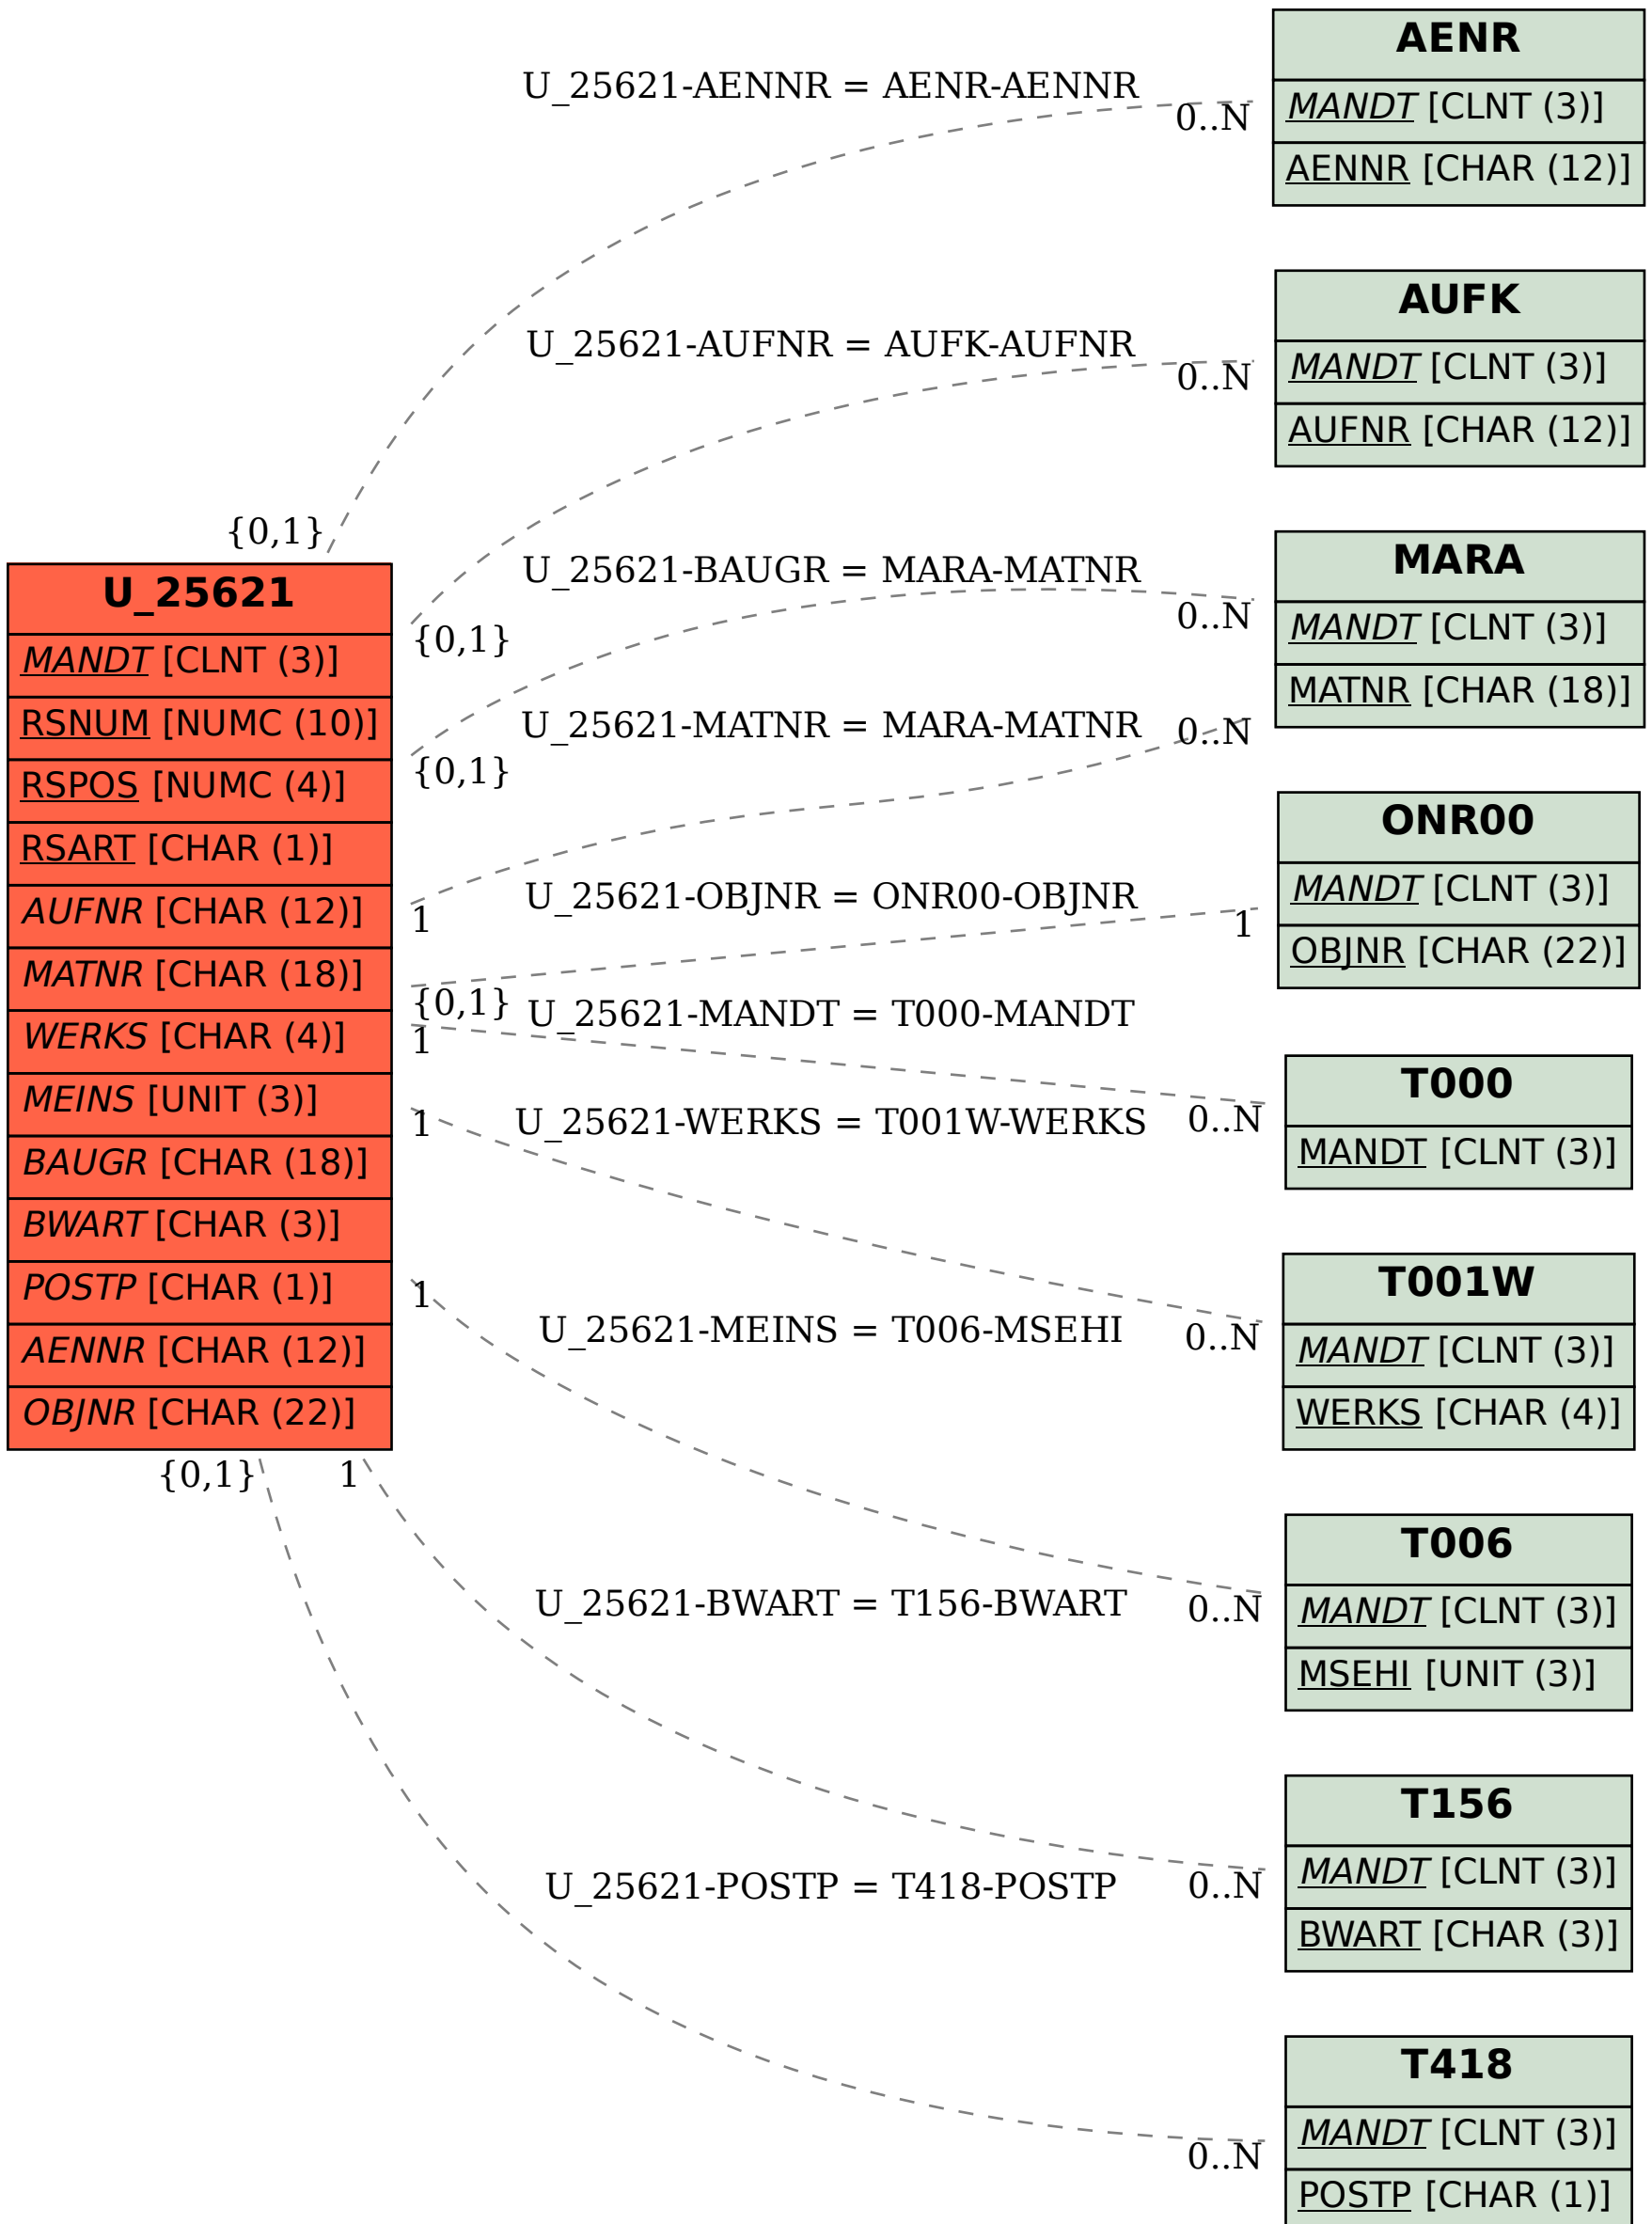 U_25621
MANDT [CLNT (3)]
RSNUM [NUMC (10)]
RSPOS [NUMC (4)]
RSART [CHAR (1)]
AUFNR [CHAR (12)]
MATNR [CHAR (18)]
WERKS [CHAR (4)]
MEINS [UNIT (3)]
BAUGR [CHAR (18)]
BWART [CHAR (3)]
POSTP [CHAR (1)]
AENNR [CHAR (12)]
OBJNR [CHAR (22)]
U_25621-AENNR = AENR-AENNR
0..N
{0,1}
U_25621-AUFNR = AUFK-AUFNR
0..N
{0,1}
U_25621-BAUGR = MARA-MATNR
0..N
{0,1}
U_25621-MATNR = MARA-MATNR
0..N
1
U_25621-OBJNR = ONR00-OBJNR
1
{0,1}
U_25621-MANDT = T000-MANDT
1
0..N
U_25621-WERKS = T001W-WERKS
1
0..N
U_25621-MEINS = T006-MSEHI
1
0..N
U_25621-BWART = T156-BWART
1
0..N
U_25621-POSTP = T418-POSTP
{0,1}
0..N
AENR
MANDT [CLNT (3)]
AENNR [CHAR (12)]
AUFK
MANDT [CLNT (3)]
AUFNR [CHAR (12)]
MARA
MANDT [CLNT (3)]
MATNR [CHAR (18)]
ONR00
MANDT [CLNT (3)]
OBJNR [CHAR (22)]
T000
MANDT [CLNT (3)]
T001W
MANDT [CLNT (3)]
WERKS [CHAR (4)]
T006
MANDT [CLNT (3)]
MSEHI [UNIT (3)]
T156
MANDT [CLNT (3)]
BWART [CHAR (3)]
T418
MANDT [CLNT (3)]
POSTP [CHAR (1)]